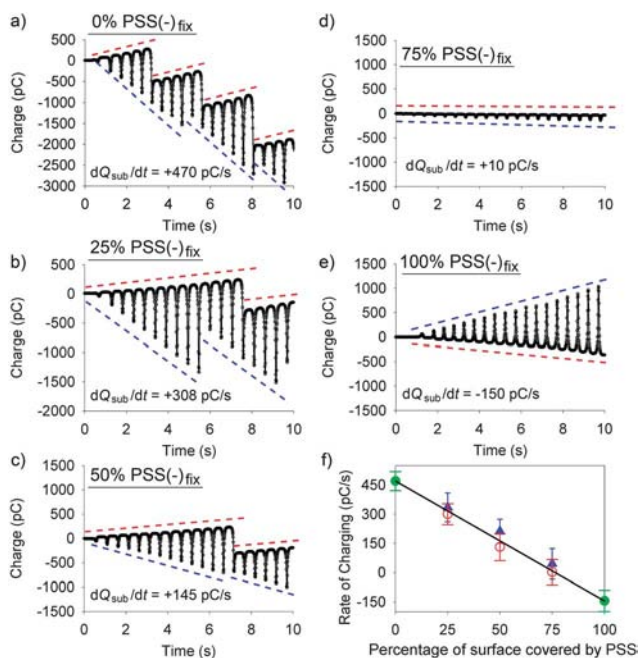 a)
0% PSS(-)fix
500
0
-500
-1000
-1500
-2000
-2500
-3000
Charge (pC)
dQsub/dt = +470 pC/s
0 2 4 6 8 10
Time (s)
b)
25% PSS(-)fix
500
0
-500
-1000
-1500
-2000
Charge (pC)
dQsub/dt = +308 pC/s
0 2 4 6 8 10
Time (s)
c)
50% PSS(-)fix
1500
1000
500
0
-500
-1000
-1500
Charge (pC)
dQsub/dt = +145 pC/s
0 2 4 6 8 10
Time (s)
d)
75% PSS(-)fix
1500
1000
500
0
-500
-1000
-1500
Charge (pC)
dQsub/dt = +10 pC/s
0 2 4 6 8 10
Time (s)
e)
100% PSS(-)fix
1500
1000
500
0
-500
-1000
-1500
Charge (pC)
dQsub/dt = -150 pC/s
0 2 4 6 8 10
Time (s)
f)
450
300
150
0
-150
Rate of Charging (pC/s)
0 25 50 75 100
Percentage of surface covered by PSS